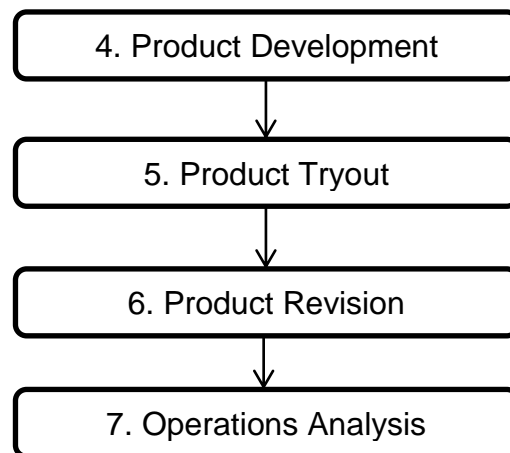 4. Product Development
5. Product Tryout
6. Product Revision
7. Operations Analysis